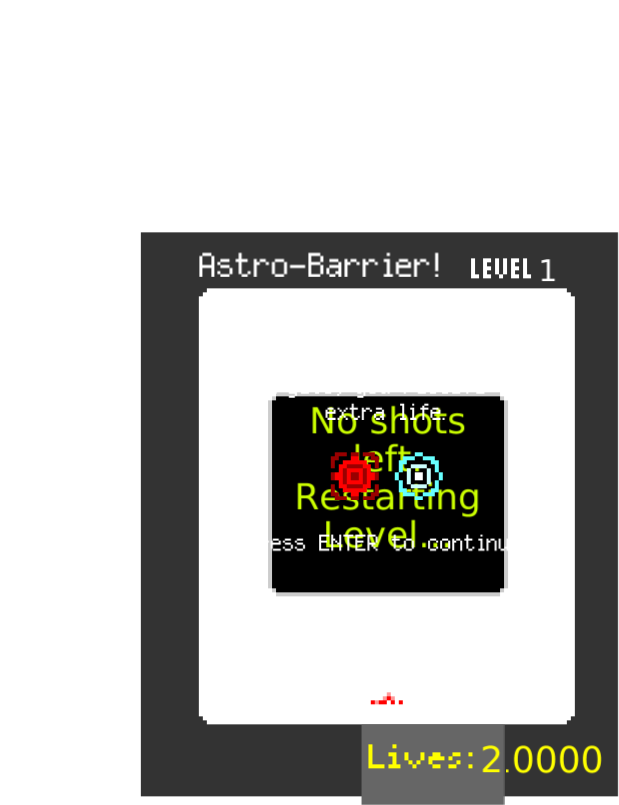 Astro-Barrier! LEVEL 1
extra life.
No shots
left.
Restarting
Level...
ess ENTER to continu
Lives: 2.0000